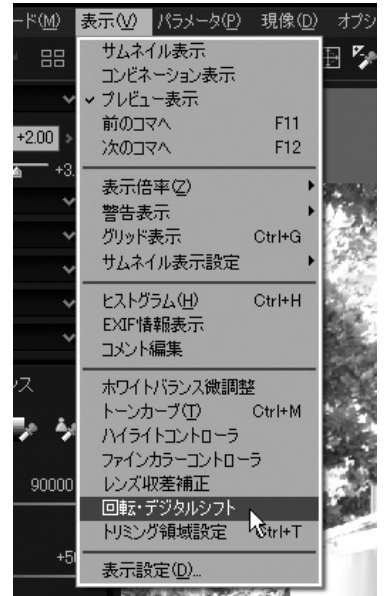 ード(M) 表示(V) パラメータ(P) 現像(D) オプシ
サムネイル表示
コンビネーション表示
✓ プレビュー表示
前のコマへ F11
+2.00
次のコマへ F12
+3.
表示倍率(Z)
警告表示
グリッド表示 Ctrl+G
サムネイル表示設定
ヒストグラム(H) Ctrl+H
EXIF情報表示
コメント編集
ンス
ホワイトバランス微調整
トーンカーブ(T) Ctrl+M
ハイライトコントローラ
ファインカラーコントローラ
90000
レンズ収差補正
回転・デジタルシフト
トリミング領域設定 Ctrl+T
+50
表示設定(D)...